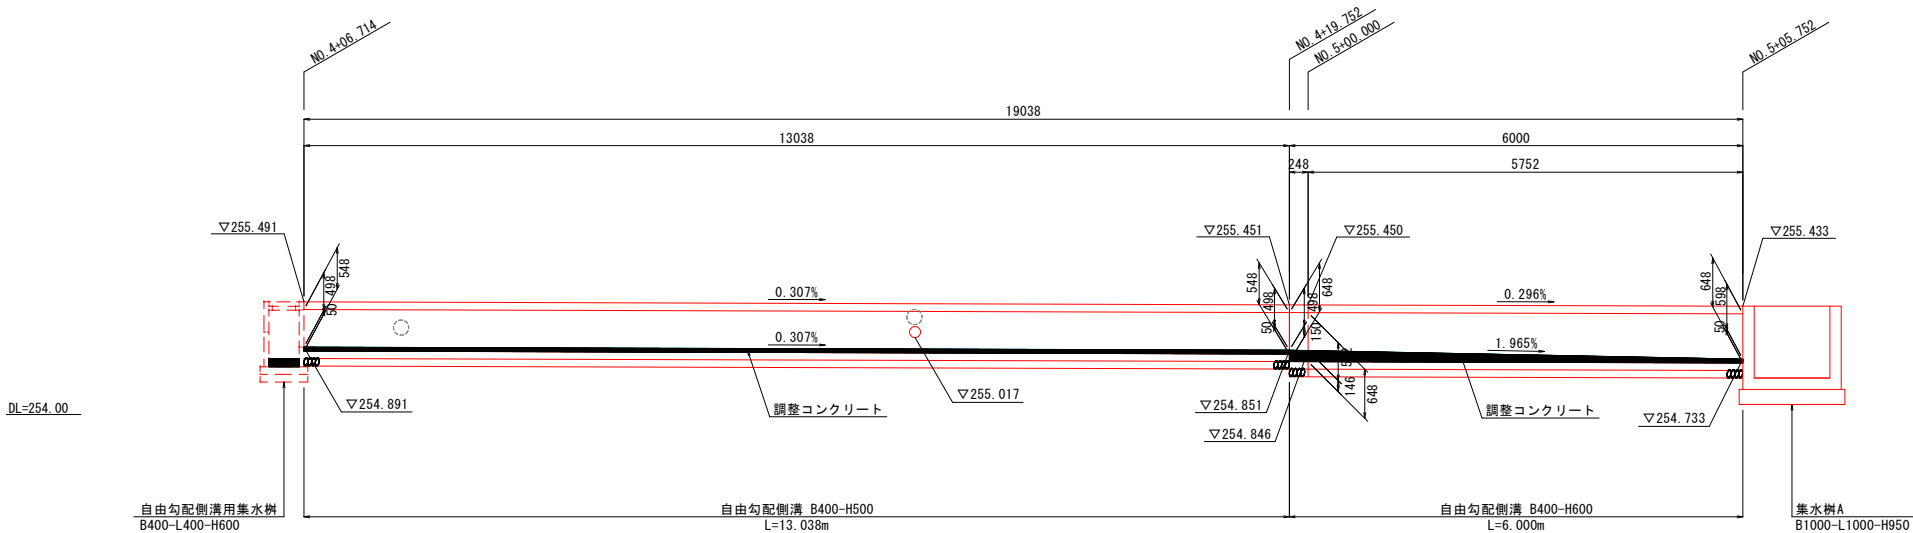 NO.4+06.714
NO.4+19.752
NO.5+00.000
NO.5+05.752
19038
13038
6000
248
5752
▽255.491
▽255.451
▽255.450
▽255.433
548
498
50
548
498
50
648
498
150
648
598
50
0.307%
0.296%
0.307%
1.965%
146
648
DL=254.00
▽254.891
調整コンクリート
▽255.017
▽254.851
▽254.846
調整コンクリート
▽254.733
自由勾配側溝用集水桝
B400-L400-H600
自由勾配側溝 B400-H500
L=13.038m
自由勾配側溝 B400-H600
L=6.000m
集水桝A
B1000-L1000-H950